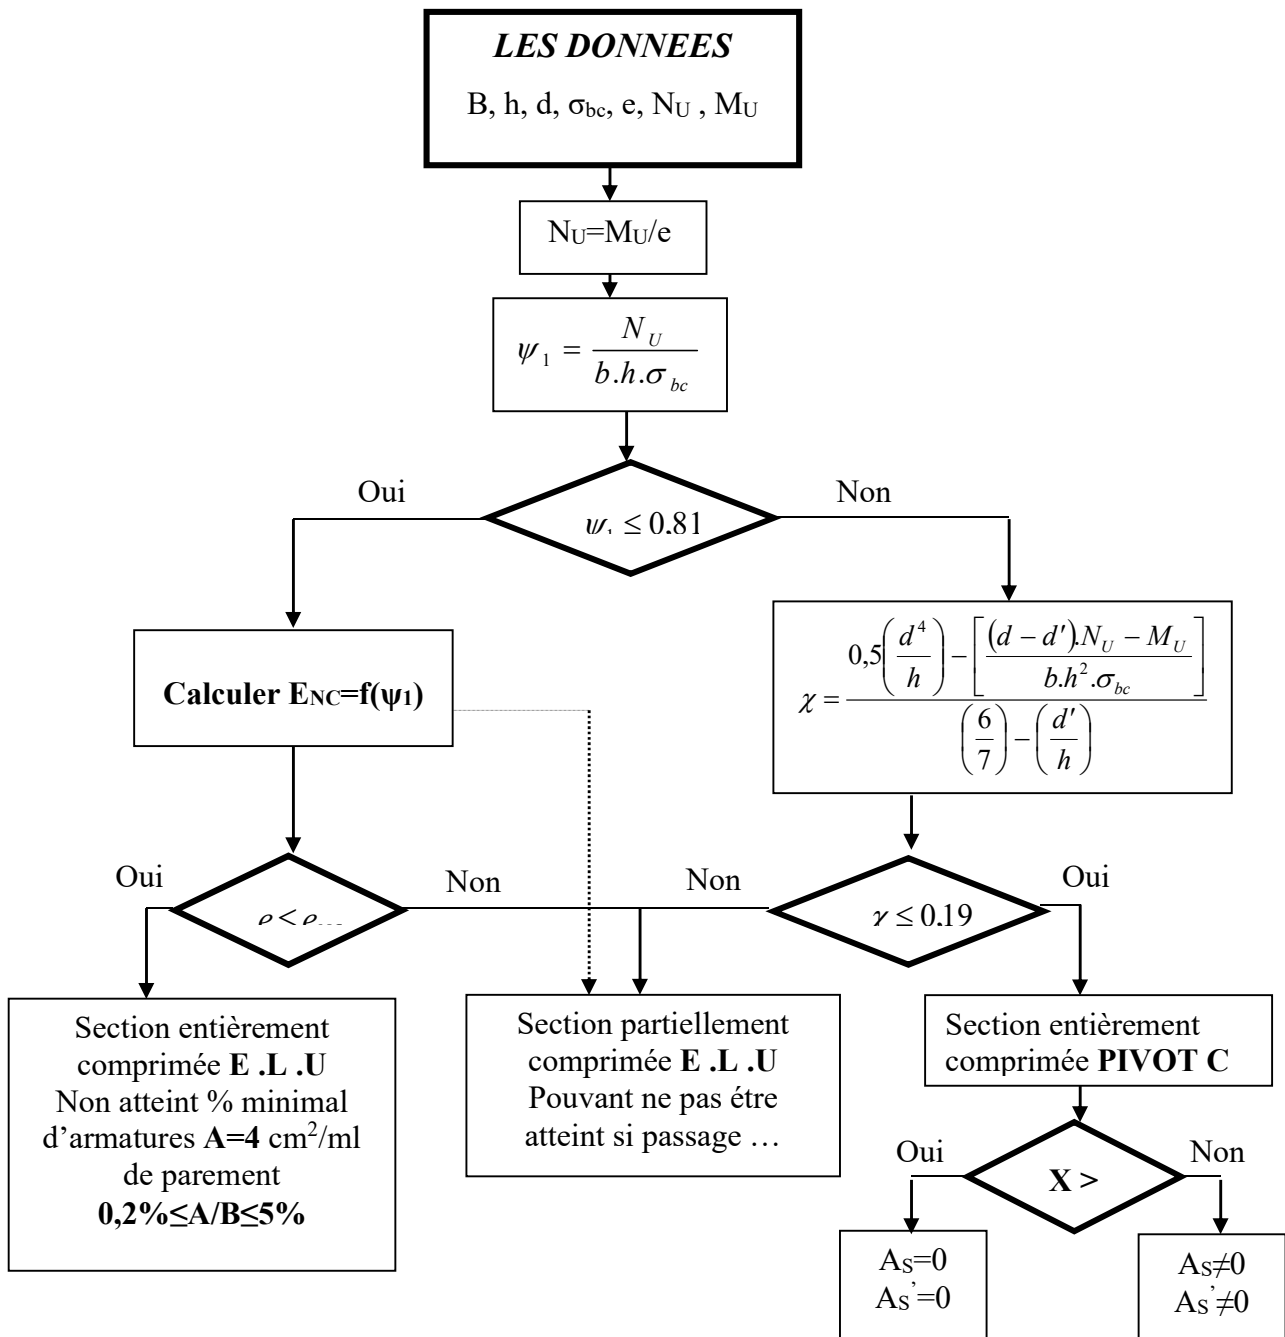 LES DONNEES
B, h, d, σbc, e, NU , MU
NU=MU/e
ψ1 = NU / b.h.σbc
Oui
Non
≤ 0,81
Calculer ENC=f(ψ1)
χ = (0,5(d^4/h) − [((d − d′).NU − MU) / (b.h².σbc)]) / ((6/7) − (d′/h))
Oui
Non
Non
Oui
χ ≤ 0,19
Section entièrement
comprimée E .L .U
Non atteint % minimal
d’armatures A=4 cm²/ml
de parement
0,2%≤A/B≤5%
Section partiellement
comprimée E .L .U
Pouvant ne pas étre
atteint si passage …
Section entièrement
comprimée PIVOT C
Oui
Non
X >
AS=0
AS’=0
AS≠0
AS’≠0